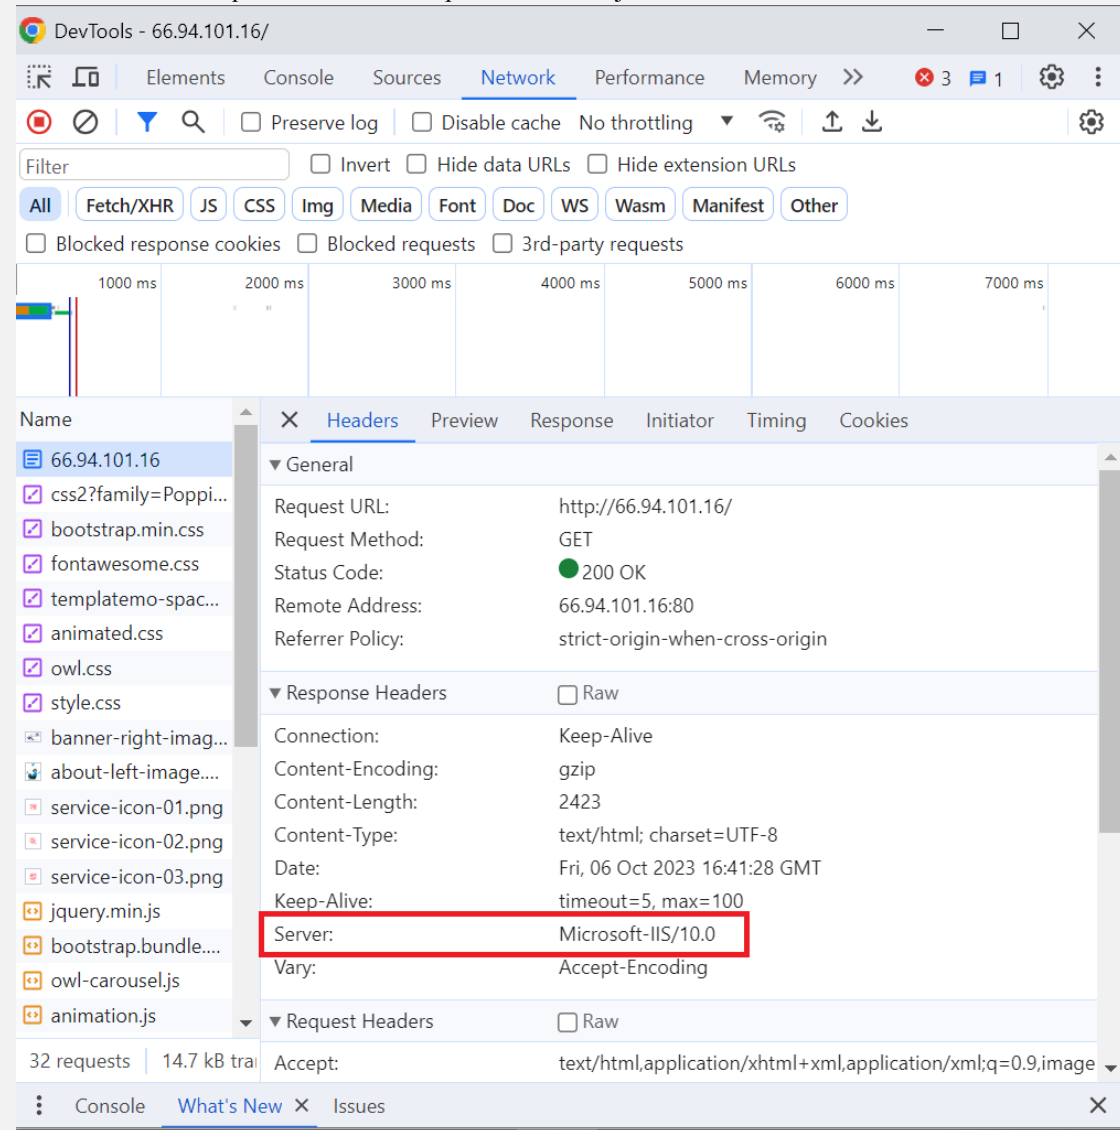 DevTools - 66.94.101.16/
Elements Console Sources Network Performance Memory 3 1
Preserve log Disable cache No throttling
Filter Invert Hide data URLs Hide extension URLs
All Fetch/XHR JS CSS Img Media Font Doc WS Wasm Manifest Other
Blocked response cookies Blocked requests 3rd-party requests
1000 ms 2000 ms 3000 ms 4000 ms 5000 ms 6000 ms 7000 ms
Name
66.94.101.16
css2?family=Poppi...
bootstrap.min.css
fontawesome.css
templatemo-spac...
animated.css
owl.css
style.css
banner-right-imag...
about-left-image....
service-icon-01.png
service-icon-02.png
service-icon-03.png
jquery.min.js
bootstrap.bundle....
owl-carousel.js
animation.js
32 requests 14.7 kB tra
Headers Preview Response Initiator Timing Cookies
General
Request URL: http://66.94.101.16/
Request Method: GET
Status Code: 200 OK
Remote Address: 66.94.101.16:80
Referrer Policy: strict-origin-when-cross-origin
Response Headers Raw
Connection: Keep-Alive
Content-Encoding: gzip
Content-Length: 2423
Content-Type: text/html; charset=UTF-8
Date: Fri, 06 Oct 2023 16:41:28 GMT
Keep-Alive: timeout=5, max=100
Server: Microsoft-IIS/10.0
Vary: Accept-Encoding
Request Headers Raw
Accept: text/html,application/xhtml+xml,application/xml;q=0.9,image
Console What's New Issues